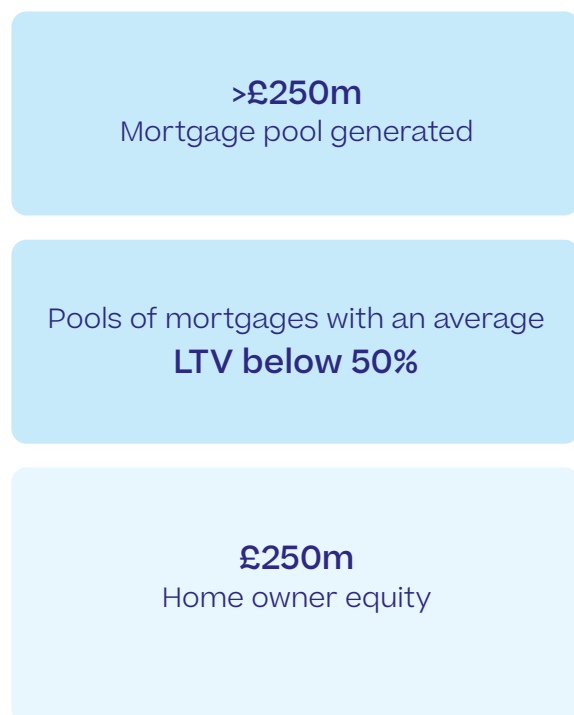 >£250m
Mortgage pool generated
Pools of mortgages with an average
LTV below 50%
£250m
Home owner equity